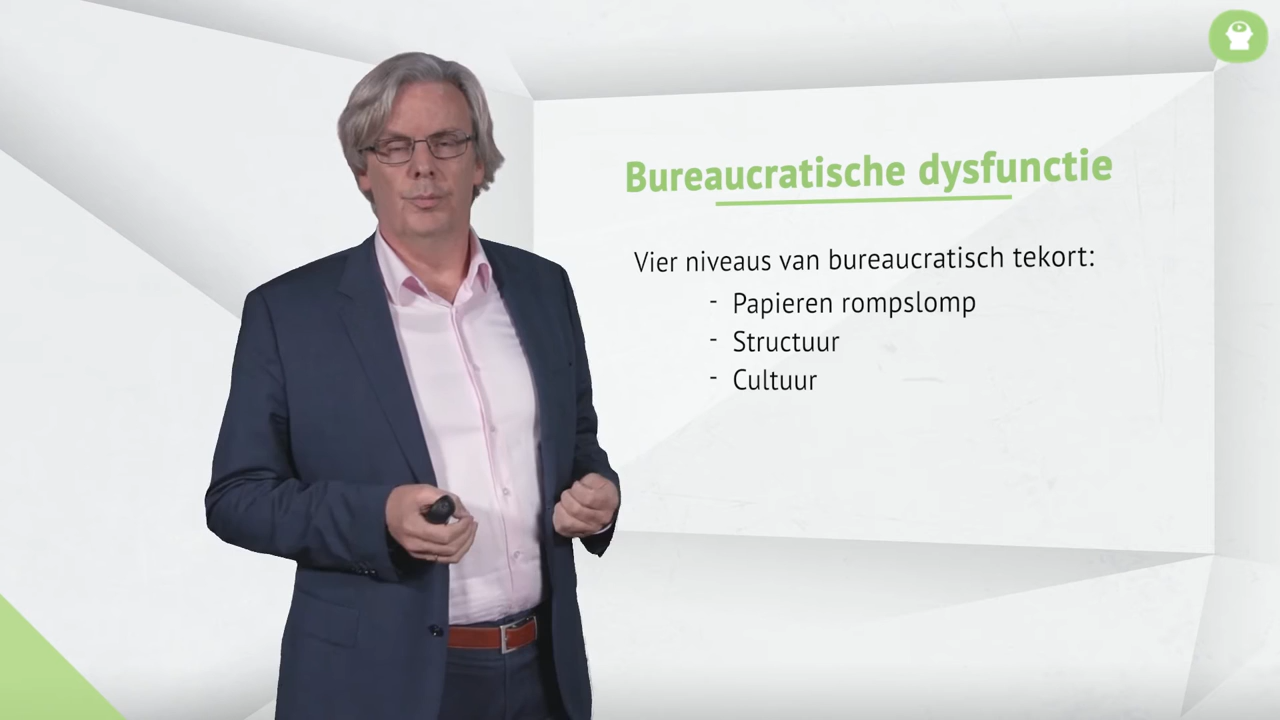 Bureaucratische dysfunctie
Vier niveaus van bureaucratisch tekort:
- Papieren rompslomp
- Structuur
- Cultuur